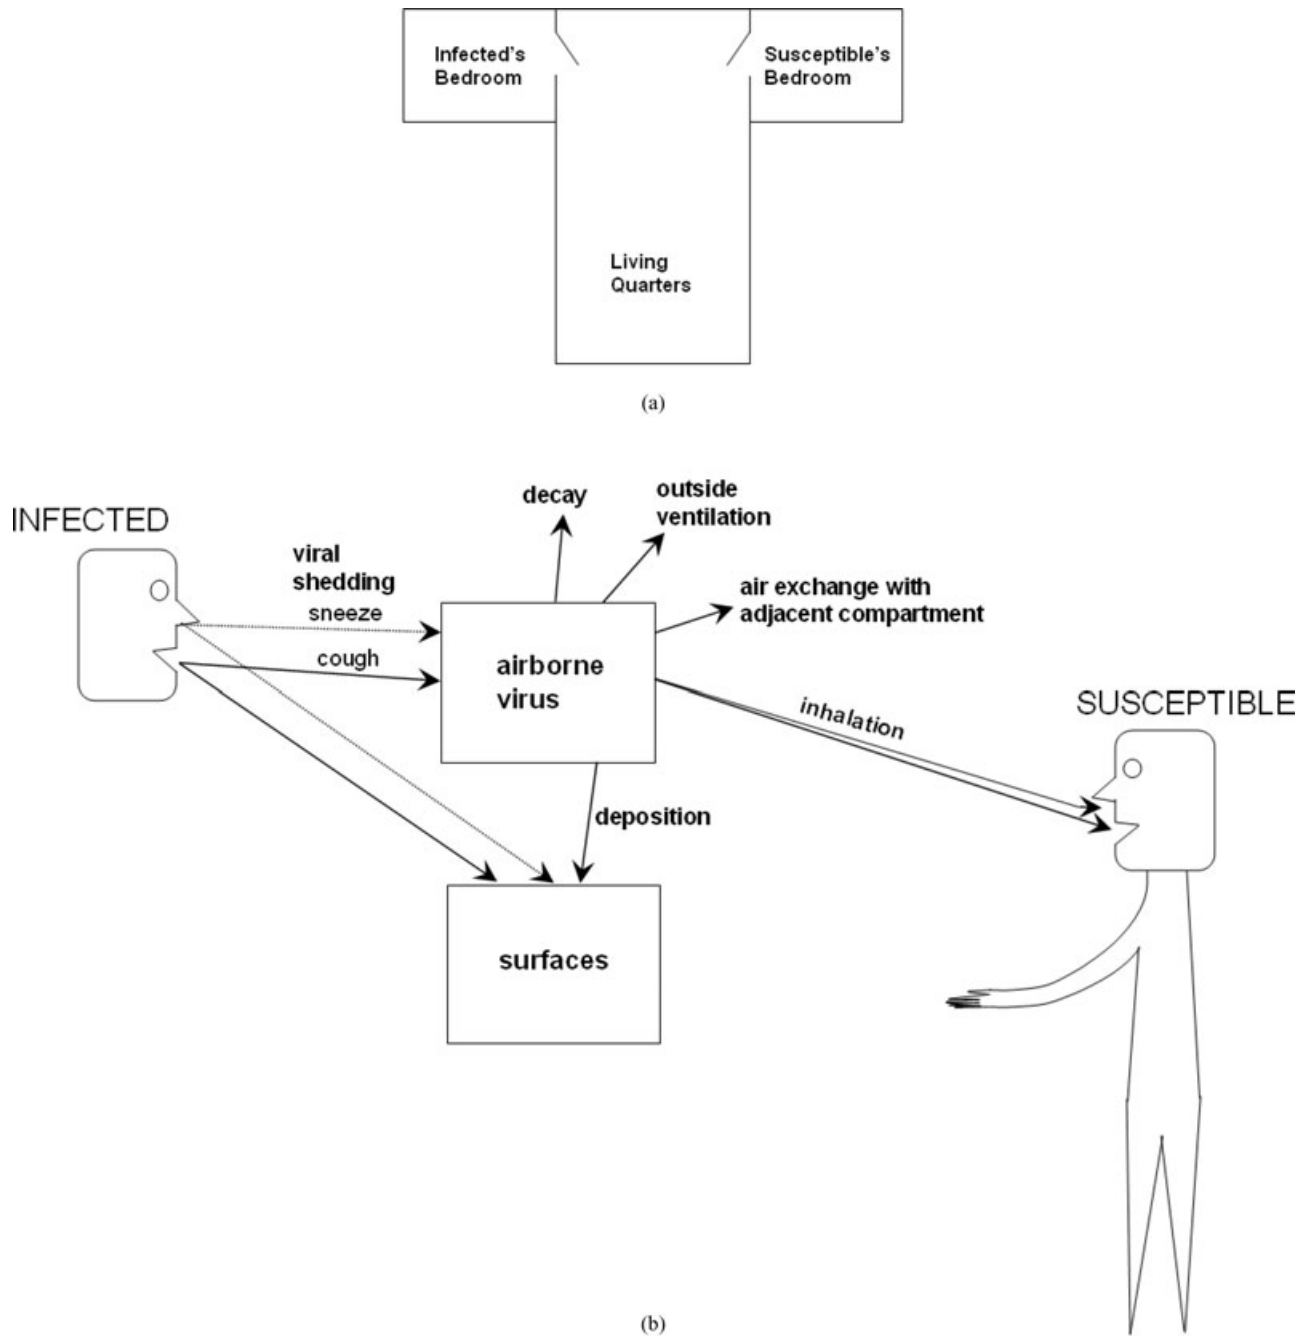 Infected's
Bedroom
Susceptible's
Bedroom
Living
Quarters
(a)
INFECTED
viral
shedding
sneeze
cough
decay
outside
ventilation
air exchange with
adjacent compartment
airborne
virus
inhalation
SUSCEPTIBLE
deposition
surfaces
(b)